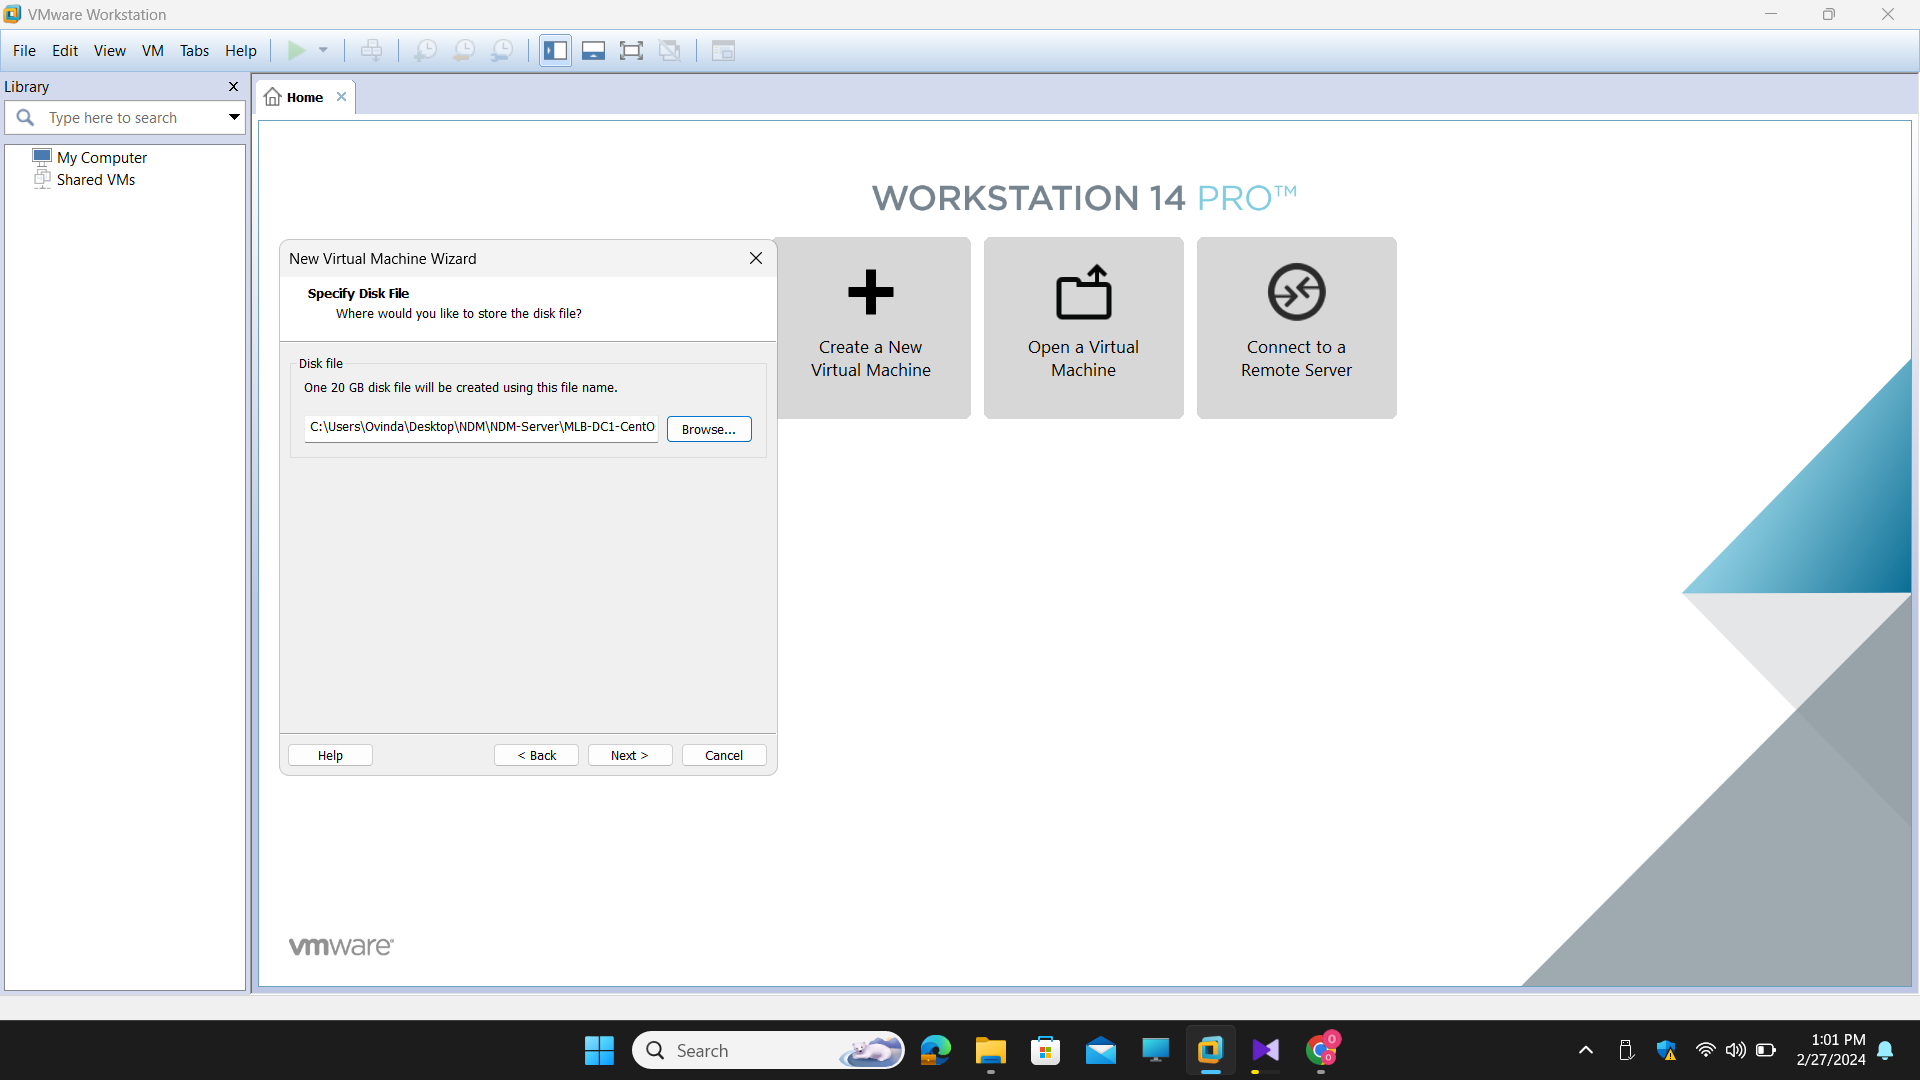 VMware Workstation
File Edit View VM Tabs Help
Library
Type here to search
My Computer
Shared VMs
Home
WORKSTATION 14 PRO™
New Virtual Machine Wizard
Specify Disk File
Where would you like to store the disk file?
Disk file
One 20 GB disk file will be created using this file name.
C:\Users\Ovinda\Desktop\NDM\NDM-Server\MLB-DC1-CentO
Browse...
Help
< Back
Next >
Cancel
Create a New
Virtual Machine
Open a Virtual
Machine
Connect to a
Remote Server
vmware®
Search
0
0
1:01 PM
2/27/2024